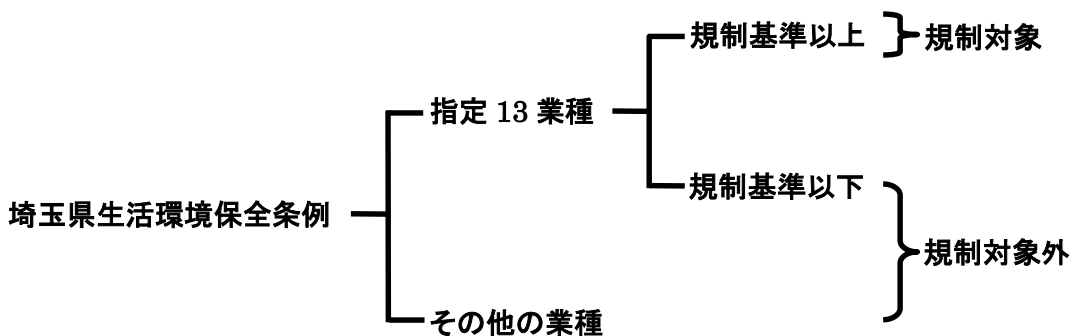 規制基準以上
規制対象
指定 13 業種
規制基準以下
埼玉県生活環境保全条例
規制対象外
その他の業種